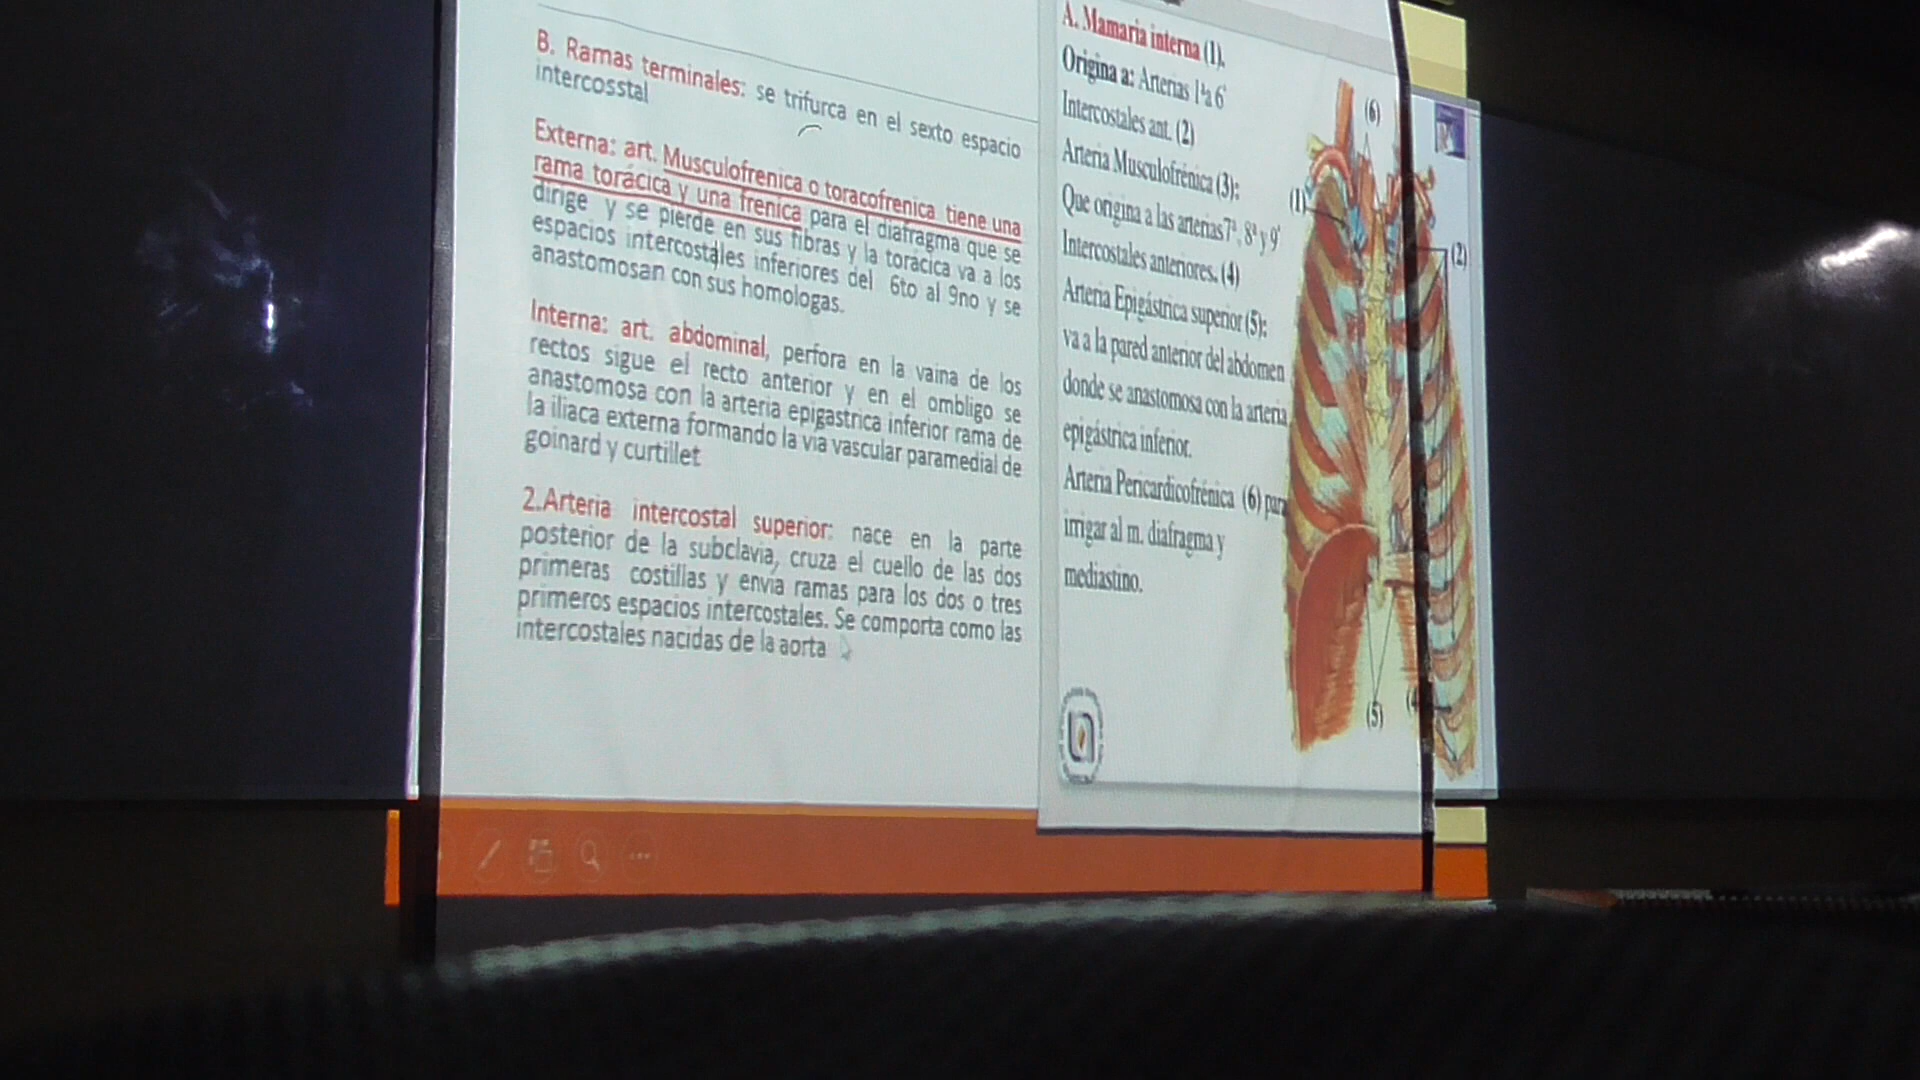 B. Ramas terminales: se trifurca en el sexto espacio
intercosstal
Externa: art. Musculofrenica o toracofrenica tiene una
rama torácica y una frenica para el diafragma que se
dirige y se pierde en sus fibras y la toracica va a los
espacios intercostales inferiores del 6to al 9no y se
anastomosan con sus homologas.
Interna: art. abdominal, perfora en la vaina de los
rectos sigue el recto anterior y en el ombligo se
anastomosa con la arteria epigastrica inferior rama de
la iliaca externa formando la via vascular paramedial de
goinard y curtillet
2.Arteria intercostal superior: nace en la parte
posterior de la subclavia, cruza el cuello de las dos
primeras costillas y envia ramas para los dos o tres
primeros espacios intercostales. Se comporta como las
intercostales nacidas de la aorta
A. Mamaria interna (1).
Origina a: Arterias 1ª a 6ª
Intercostales ant. (2)
Arteria Musculofrénica (3):
Que origina a las arterias 7ª, 8ª y 9ª
Intercostales anteriores. (4)
Arteria Epigástrica superior (5):
va a la pared anterior del abdomen
donde se anastomosa con la arteria
epigástrica inferior.
Arteria Pericardicofrénica (6) para
irrigar al m. diafragma y
mediastino.
(6)
(1)
(2)
(5)